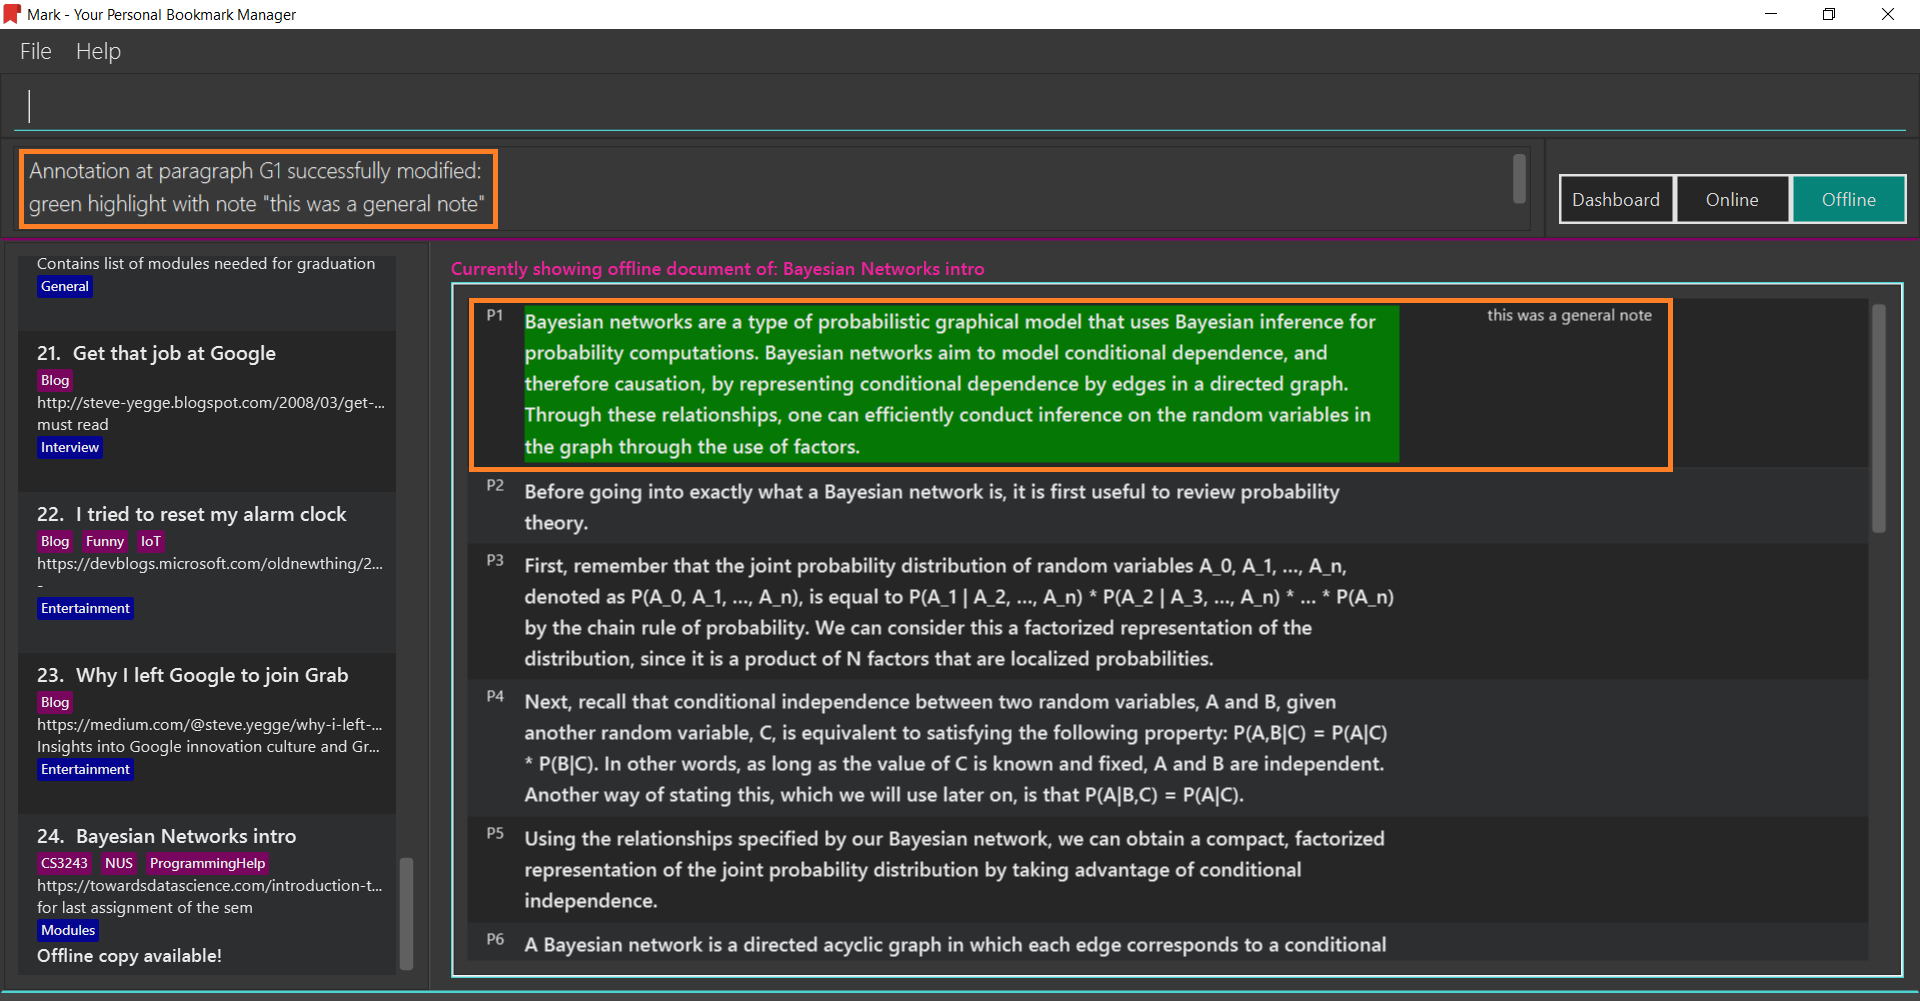 Mark - Your Personal Bookmark Manager
File Help
Annotation at paragraph G1 successfully modified:
green highlight with note "this was a general note"
Dashboard Online Offline
Contains list of modules needed for graduation
General
21. Get that job at Google
Blog
http://steve-yegge.blogspot.com/2008/03/get-...
must read
Interview
22. I tried to reset my alarm clock
Blog Funny IoT
https://devblogs.microsoft.com/oldnewthing/2...
-
Entertainment
23. Why I left Google to join Grab
Blog
https://medium.com/@steve.yegge/why-i-left-...
Insights into Google innovation culture and Gr...
Entertainment
24. Bayesian Networks intro
CS3243 NUS ProgrammingHelp
https://towardsdatascience.com/introduction-t...
for last assignment of the sem
Modules
Offline copy available!
Currently showing offline document of: Bayesian Networks intro
P1 Bayesian networks are a type of probabilistic graphical model that uses Bayesian inference for
probability computations. Bayesian networks aim to model conditional dependence, and
therefore causation, by representing conditional dependence by edges in a directed graph.
Through these relationships, one can efficiently conduct inference on the random variables in
the graph through the use of factors.
this was a general note
P2 Before going into exactly what a Bayesian network is, it is first useful to review probability
theory.
P3 First, remember that the joint probability distribution of random variables A_0, A_1, ..., A_n,
denoted as P(A_0, A_1, ..., A_n), is equal to P(A_1 | A_2, ..., A_n) * P(A_2 | A_3, ..., A_n) * ... * P(A_n)
by the chain rule of probability. We can consider this a factorized representation of the
distribution, since it is a product of N factors that are localized probabilities.
P4 Next, recall that conditional independence between two random variables, A and B, given
another random variable, C, is equivalent to satisfying the following property: P(A,B|C) = P(A|C)
* P(B|C). In other words, as long as the value of C is known and fixed, A and B are independent.
Another way of stating this, which we will use later on, is that P(A|B,C) = P(A|C).
P5 Using the relationships specified by our Bayesian network, we can obtain a compact, factorized
representation of the joint probability distribution by taking advantage of conditional
independence.
P6 A Bayesian network is a directed acyclic graph in which each edge corresponds to a conditional